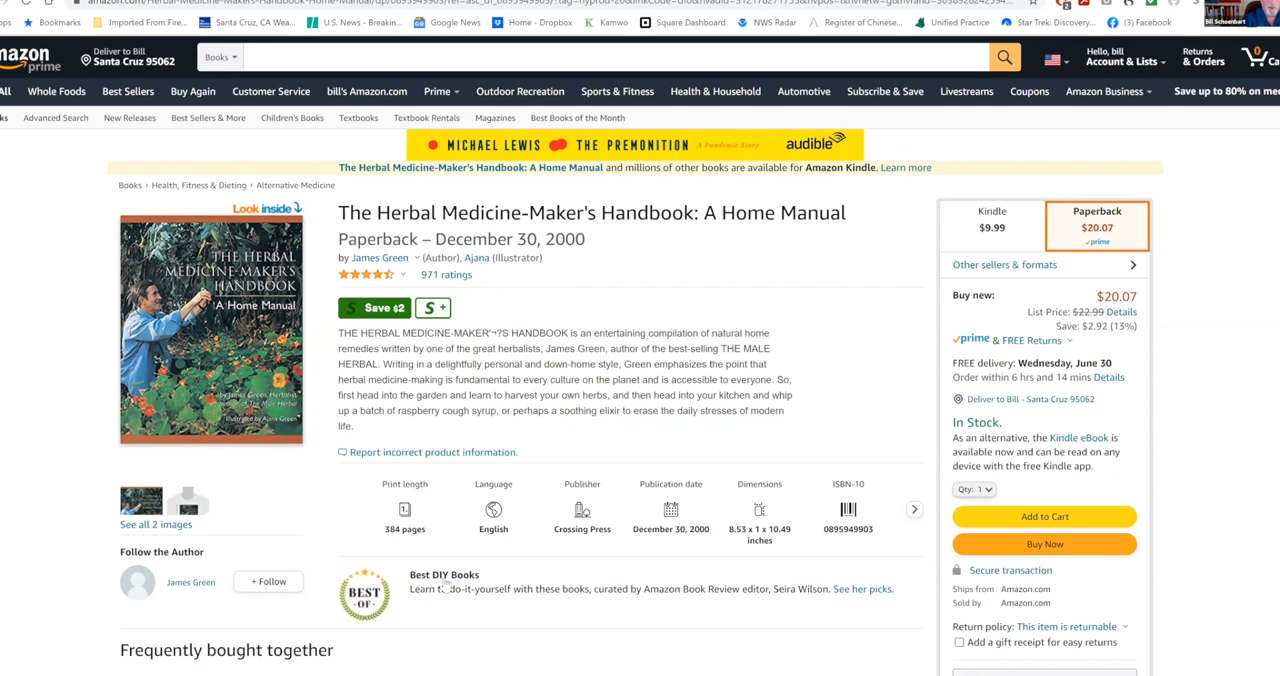 Bookmarks
Imported From Fire...
Santa Cruz, CA Wea...
U.S. News - Breakin...
Google News
Home - Dropbox
Kamwo
Square Dashboard
NWS Radar
Register of Chinese...
Unified Practice
Star Trek: Discovery...
(3) Facebook
Bill Schoenbart
amazon
prime
Deliver to Bill
Santa Cruz 95062
Books
Hello, bill
Account & Lists
Returns
& Orders
0
All
Whole Foods
Best Sellers
Buy Again
Customer Service
bill's Amazon.com
Prime
Outdoor Recreation
Sports & Fitness
Health & Household
Automotive
Subscribe & Save
Livestreams
Coupons
Amazon Business
Save up to 80% on
Advanced Search
New Releases
Best Sellers & More
Children's Books
Textbooks
Textbook Rentals
Magazines
Best Books of the Month
MICHAEL LEWIS THE PREMONITION A Pandemic Story audible
The Herbal Medicine-Maker's Handbook: A Home Manual and millions of other books are available for Amazon Kindle. Learn more
Books › Health, Fitness & Dieting › Alternative Medicine
Look inside
THE HERBAL
MEDICINE-MAKER'S
HANDBOOK
A Home Manual
by James Green, Herbalist
Author of The Male Herbal
Illustrated by Ajana Green
See all 2 images
Follow the Author
James Green
+ Follow
The Herbal Medicine-Maker's Handbook: A Home Manual
Paperback – December 30, 2000
by James Green (Author), Ajana (Illustrator)
971 ratings
S Save $2
S +
THE HERBAL MEDICINE-MAKER'¬?S HANDBOOK is an entertaining compilation of natural home
remedies written by one of the great herbalists, James Green, author of the best-selling THE MALE
HERBAL. Writing in a delightfully personal and down-home style, Green emphasizes the point that
herbal medicine-making is fundamental to every culture on the planet and is accessible to everyone. So,
first head into the garden and learn to harvest your own herbs, and then head into your kitchen and whip
up a batch of raspberry cough syrup, or perhaps a soothing elixir to erase the daily stresses of modern
life.
Report incorrect product information.
Print length
384 pages
Language
English
Publisher
Crossing Press
Publication date
December 30, 2000
Dimensions
8.53 x 1 x 10.49
inches
ISBN-10
0895949903
BEST
OF
Best DIY Books
Learn to do-it-yourself with these books, curated by Amazon Book Review editor, Seira Wilson. See her picks.
Frequently bought together
Kindle
$9.99
Paperback
$20.07
prime
Other sellers & formats
Buy new:
$20.07
List Price: $22.99 Details
Save: $2.92 (13%)
prime & FREE Returns
FREE delivery: Wednesday, June 30
Order within 6 hrs and 14 mins Details
Deliver to Bill - Santa Cruz 95062
In Stock.
As an alternative, the Kindle eBook is
available now and can be read on any
device with the free Kindle app.
Qty: 1
Add to Cart
Buy Now
Secure transaction
Ships from Amazon.com
Sold by Amazon.com
Return policy: This item is returnable
Add a gift receipt for easy returns